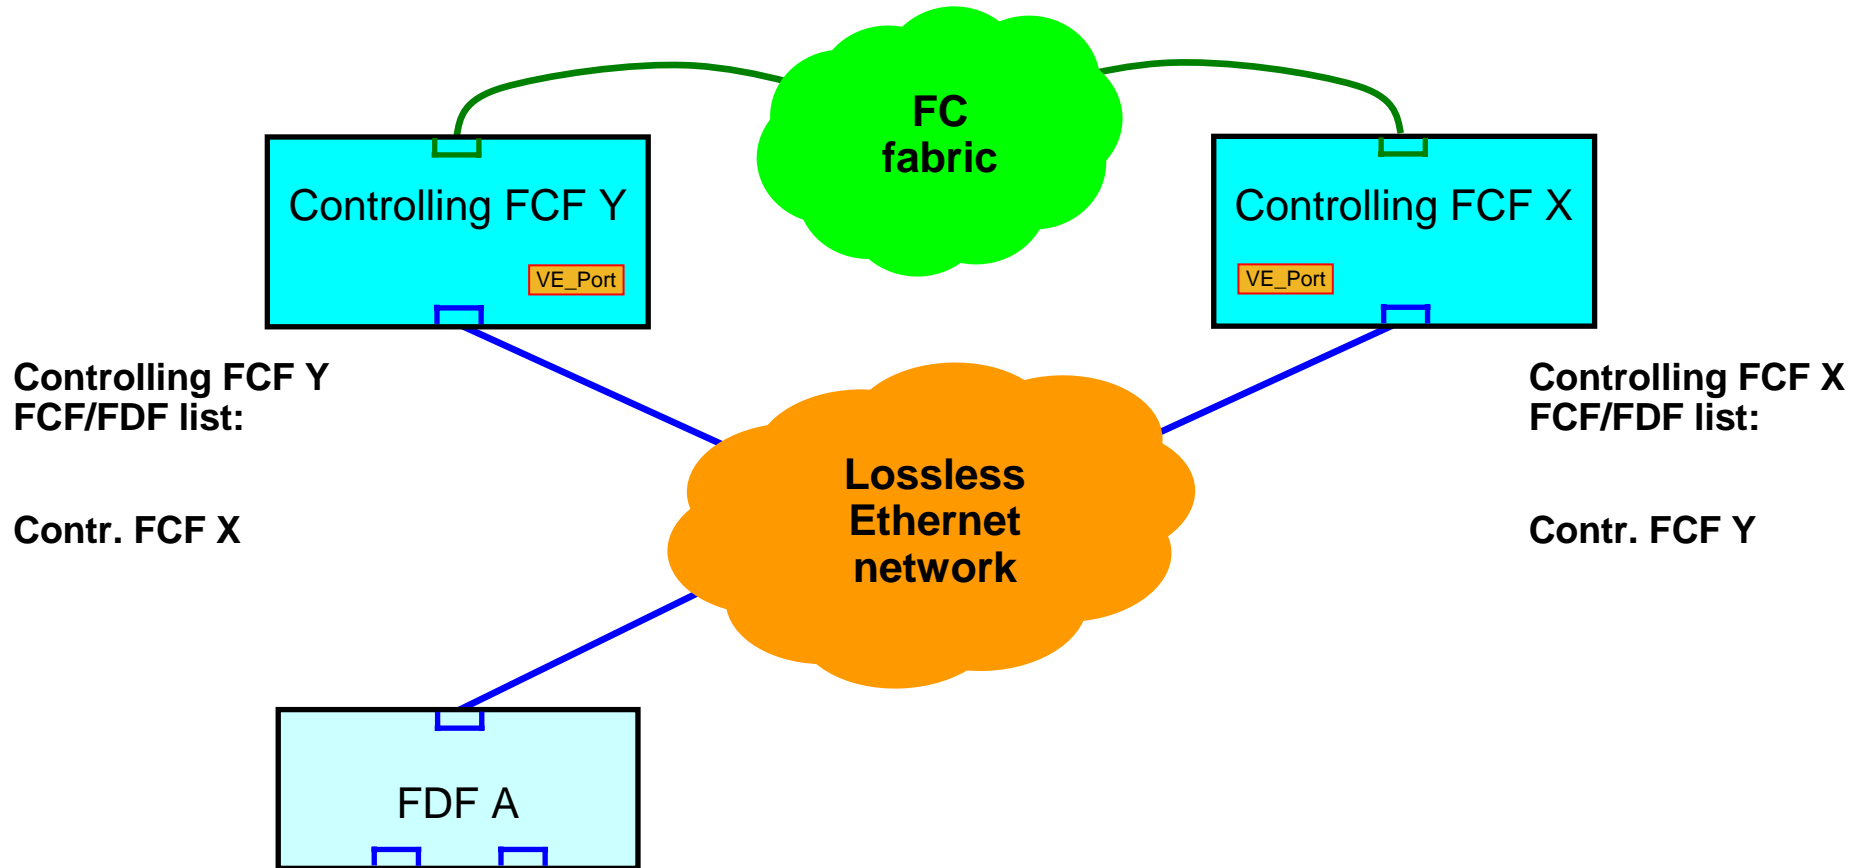 FC
fabric
Controlling FCF Y
VE_Port
Controlling FCF X
VE_Port
Controlling FCF Y
FCF/FDF list:
Contr. FCF X
Lossless
Ethernet
network
Controlling FCF X
FCF/FDF list:
Contr. FCF Y
FDF A